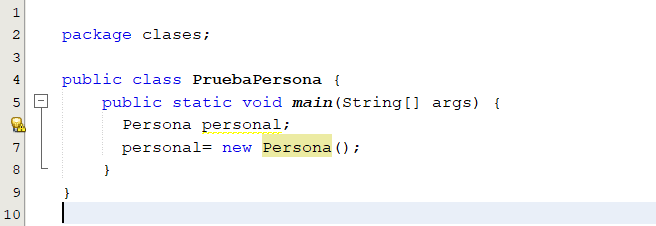 1
2 package clases;
3
4 public class PruebaPersona {
5 public static void main(String[] args) {
Persona personal;
7 personal= new Persona();
8 }
9 }
10